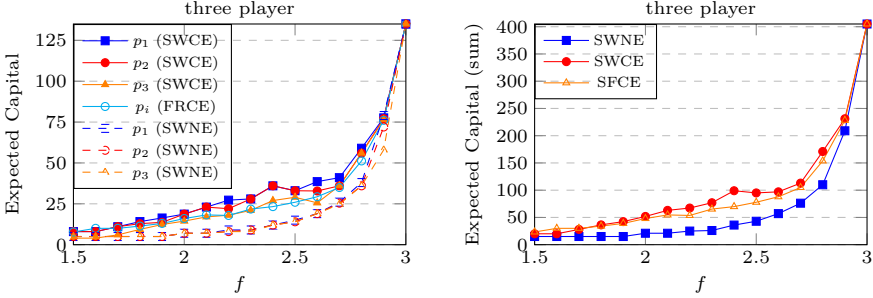 three player
Expected Capital
125
100
75
50
25
0
1.5
2
2.5
3
f
p1 (SWCE)
p2 (SWCE)
p3 (SWCE)
pi (FRCE)
p1 (SWNE)
p2 (SWNE)
p3 (SWNE)
three player
Expected Capital (sum)
400
350
300
250
200
150
100
50
0
1.5
2
2.5
3
f
SWNE
SWCE
SFCE